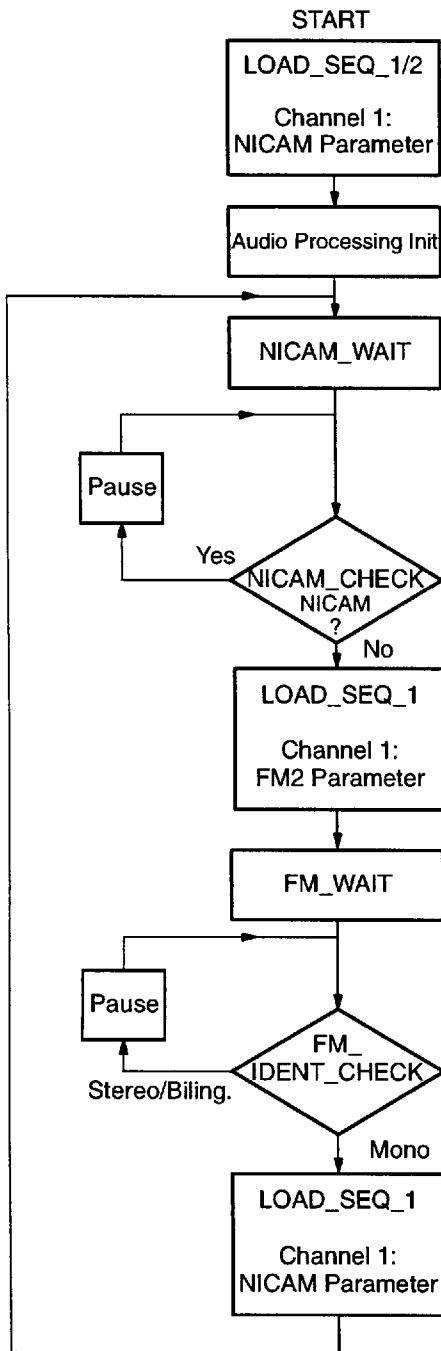 START
LOAD_SEQ_1/2
Channel 1:
NICAM Parameter
Audio Processing Init
NICAM_WAIT
Pause
Yes
NICAM_CHECK
NICAM
?
No
LOAD_SEQ_1
Channel 1:
FM2 Parameter
FM_WAIT
Pause
FM_
IDENT_CHECK
Stereo/Biling.
Mono
LOAD_SEQ_1
Channel 1:
NICAM Parameter